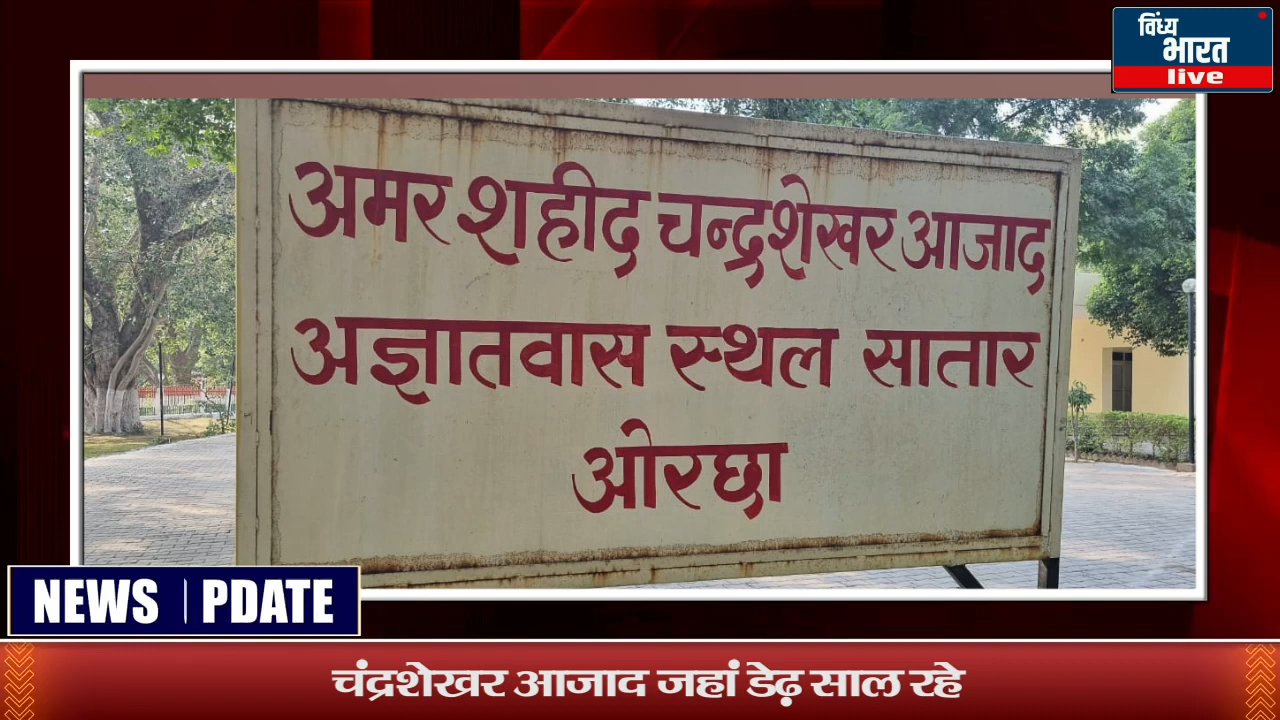 विंध्य
भारत
live
अमर शहीद चन्द्रशेखर आजाद
अज्ञातवास स्थल सातार
ओरछा
NEWS PDATE
चंद्रशेखर आजाद जहां डेढ़ साल रहे